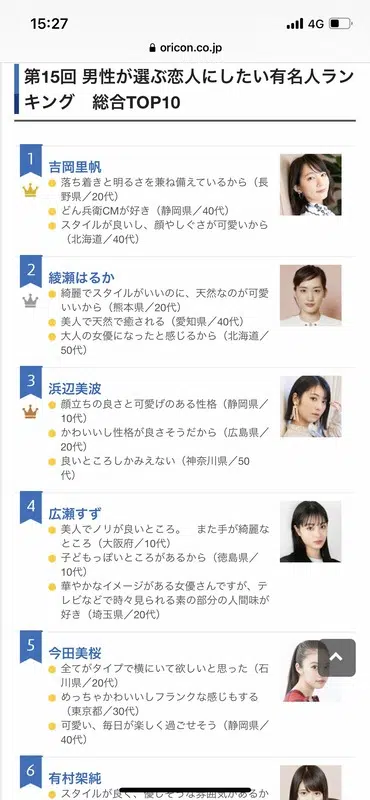 15:27
4G
oricon.co.jp
第15回 男性が選ぶ恋人にしたい有名人ラン
キング　総合TOP10
1
吉岡里帆
落ち着きと明るさを兼ね備えているから（長
野県／20代）
どん兵衛CMが好き（静岡県／40代）
スタイルが良いし、顔やしぐさが可愛いから
（北海道／40代）
2
綾瀬はるか
綺麗でスタイルがいいのに、天然なのが可愛
いいから（熊本県／20代）
美人で天然で癒される（愛知県／40代）
大人の女優になったと感じるから（北海道／
50代）
3
浜辺美波
顔立ちの良さと可愛げのある性格（静岡県／
10代）
かわいいし性格が良さそうだから（広島県／
20代）
良いところしかみえない（神奈川県／50
代）
4
広瀬すず
美人でノリが良いところ。　また手が綺麗な
ところ（大阪府／10代）
子どもっぽいところがあるから（徳島県／
10代）
華やかなイメージがある女優さんですが、テ
レビなどで時々見られる素の部分の人間味が
好き（埼玉県／20代）
5
今田美桜
全てがタイプで横にいて欲しいと思った（石
川県／20代）
めっちゃかわいいしフランクな感じもする
（東京都／30代）
可愛い、毎日が楽しく過ごせそう（静岡県／
40代）
6
有村架純
スタイルが良く、優しそうな雰囲気があるか